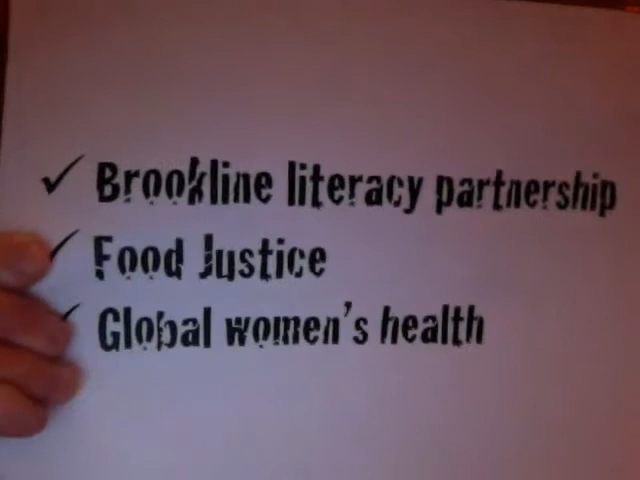 ✓ Brookline literacy partnership
✓ Food Justice
✓ Global women's health